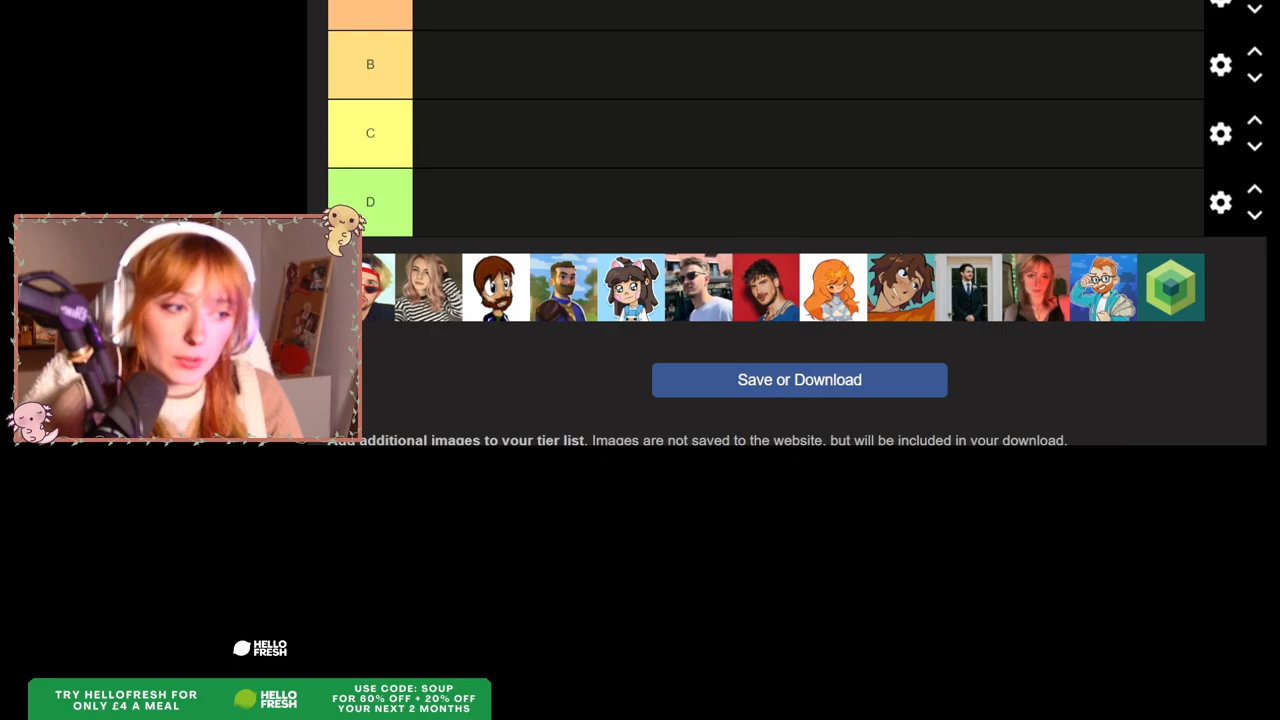 B
C
D
Save or Download
additional images to your tier list. Images are not saved to the website, but will be included in your download.
HELLO
FRESH
TRY HELLOFRESH FOR
ONLY £4 A MEAL
HELLO
FRESH
USE CODE: SOUP
FOR 60% OFF + 20% OFF
YOUR NEXT 2 MONTHS